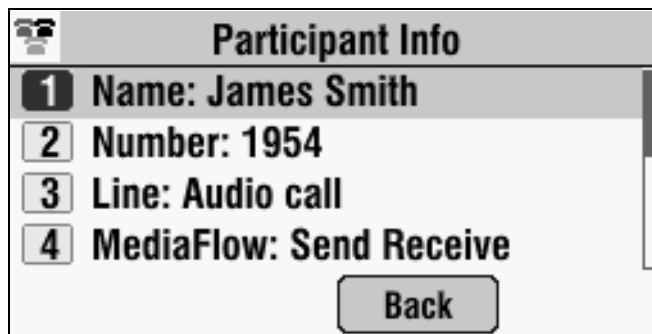 Participant Info
1 Name: James Smith
2 Number: 1954
3 Line: Audio call
4 MediaFlow: Send Receive
Back